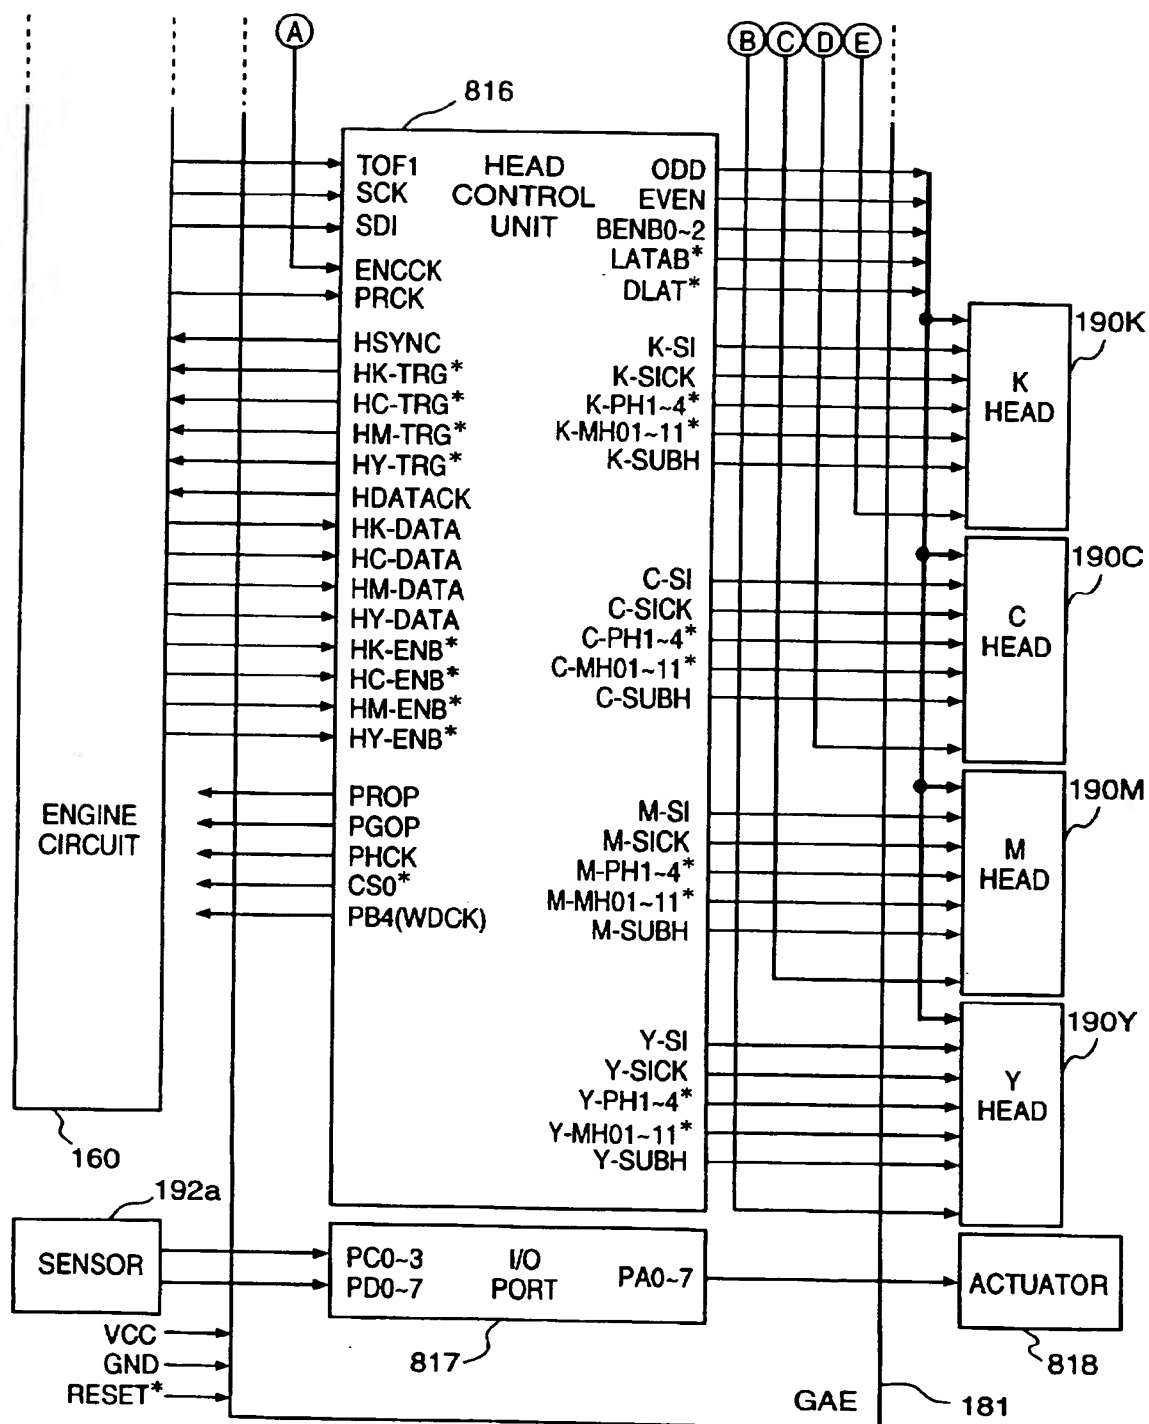 A
B C D E
816
HEAD
CONTROL
UNIT
TOF1
SCK
SDI
ENCCK
PRCK
HSYNC
HK-TRG*
HC-TRG*
HM-TRG*
HY-TRG*
HDATACK
HK-DATA
HC-DATA
HM-DATA
HY-DATA
HK-ENB*
HC-ENB*
HM-ENB*
HY-ENB*
PROP
PGOP
PHCK
CS0*
PB4(WDCK)
ODD
EVEN
BENB0~2
LATAB*
DLAT*
K-SI
K-SICK
K-PH1~4*
K-MH01~11*
K-SUBH
C-SI
C-SICK
C-PH1~4*
C-MH01~11*
C-SUBH
M-SI
M-SICK
M-PH1~4*
M-MH01~11*
M-SUBH
Y-SI
Y-SICK
Y-PH1~4*
Y-MH01~11*
Y-SUBH
190K
K
HEAD
190C
C
HEAD
190M
M
HEAD
190Y
Y
HEAD
ENGINE
CIRCUIT
160
192a
SENSOR
PC0~3
PD0~7
I/O
PORT
PA0~7
817
ACTUATOR
818
VCC
GND
RESET*
GAE
181